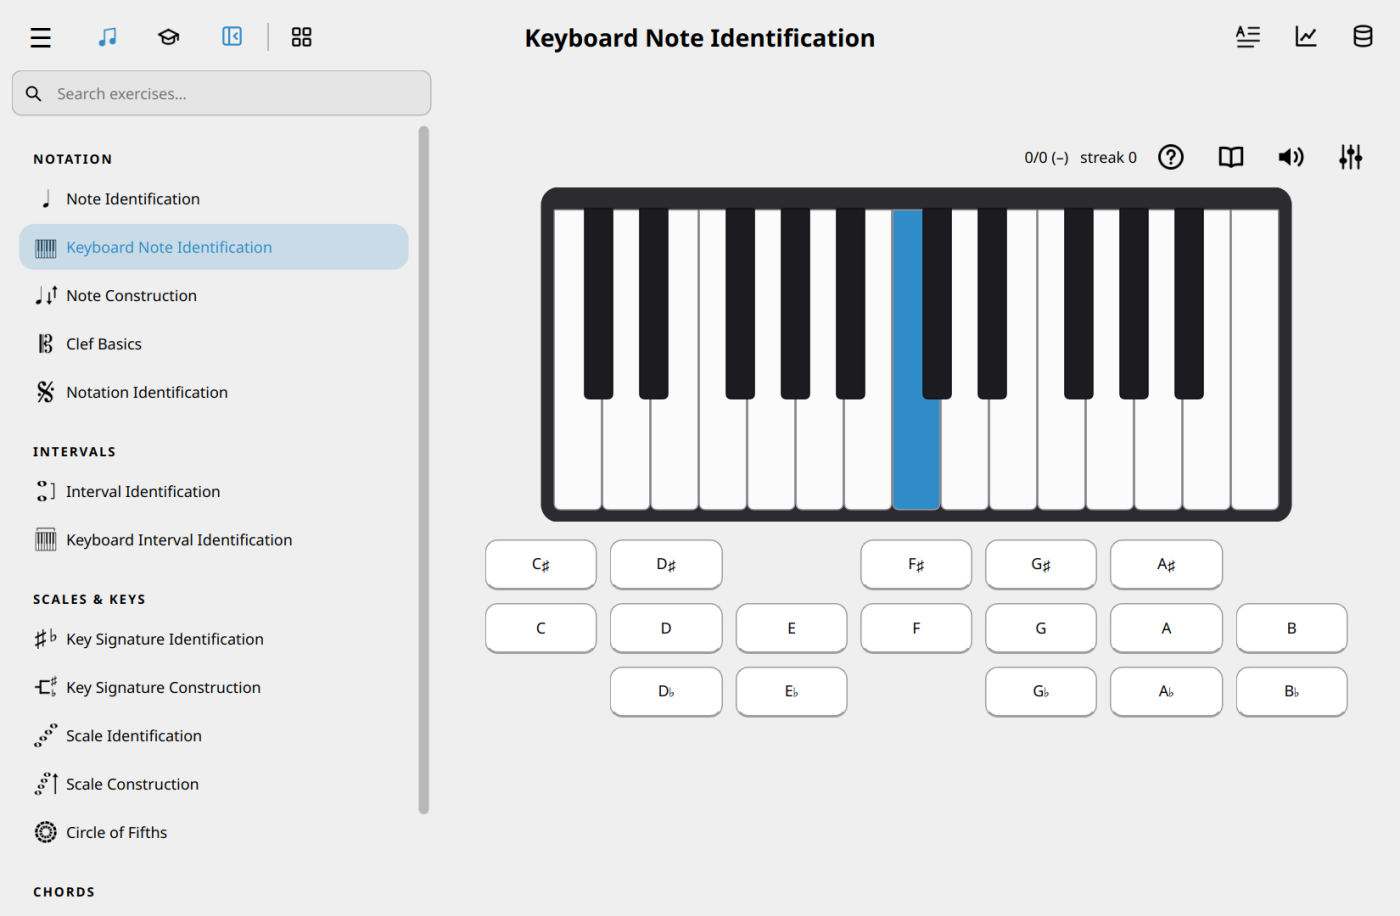 Keyboard Note Identification
Search exercises...
NOTATION
Note Identification
Keyboard Note Identification
Note Construction
Clef Basics
Notation Identification
INTERVALS
Interval Identification
Keyboard Interval Identification
SCALES & KEYS
Key Signature Identification
Key Signature Construction
Scale Identification
Scale Construction
Circle of Fifths
CHORDS
0/0 (–) streak 0
C♯ D♯ F♯ G♯ A♯
C D E F G A B
D♭ E♭ G♭ A♭ B♭